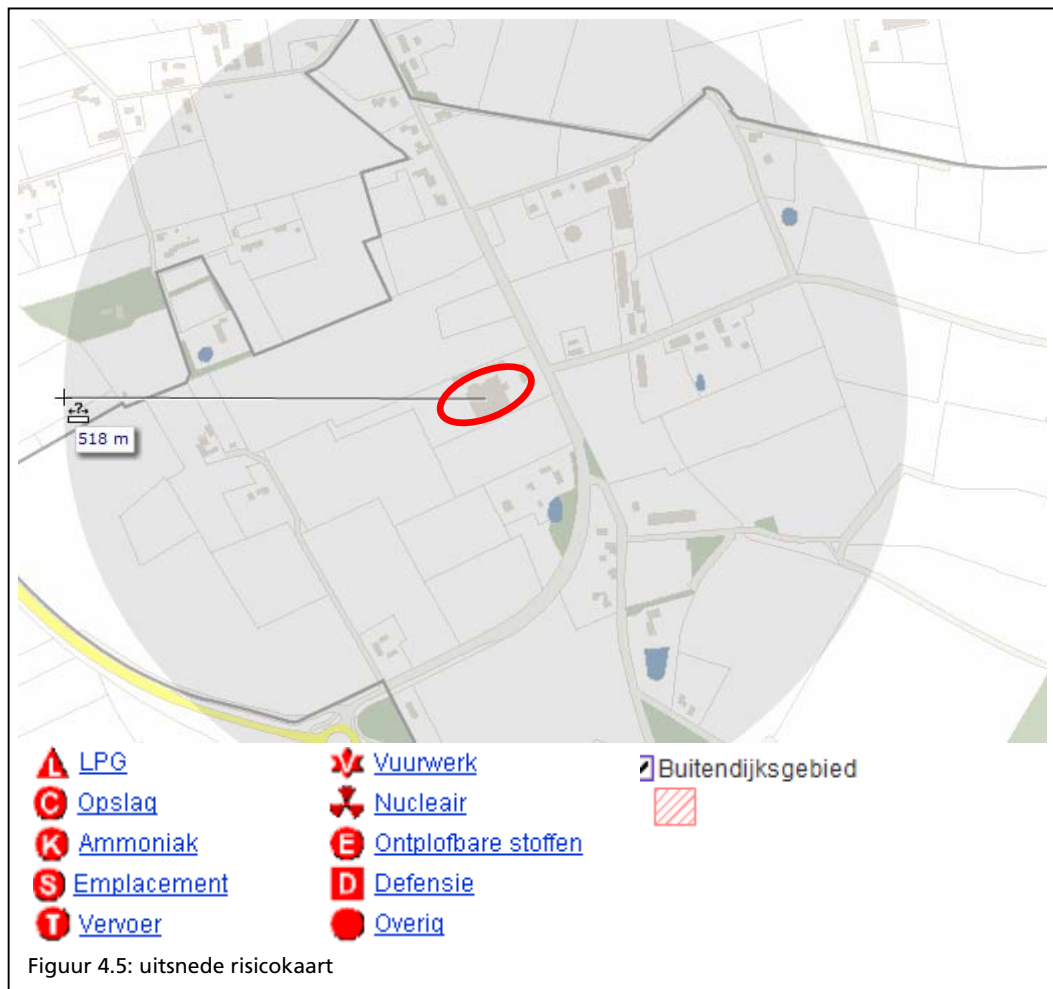 518 m
LPG
Opslag
Ammoniak
Emplacement
Vervoer
Vuurwerk
Nucleair
Ontplofbare stoffen
Defensie
Overig
Buitendijksgebied
Figuur 4.5: uitsnede risicokaart